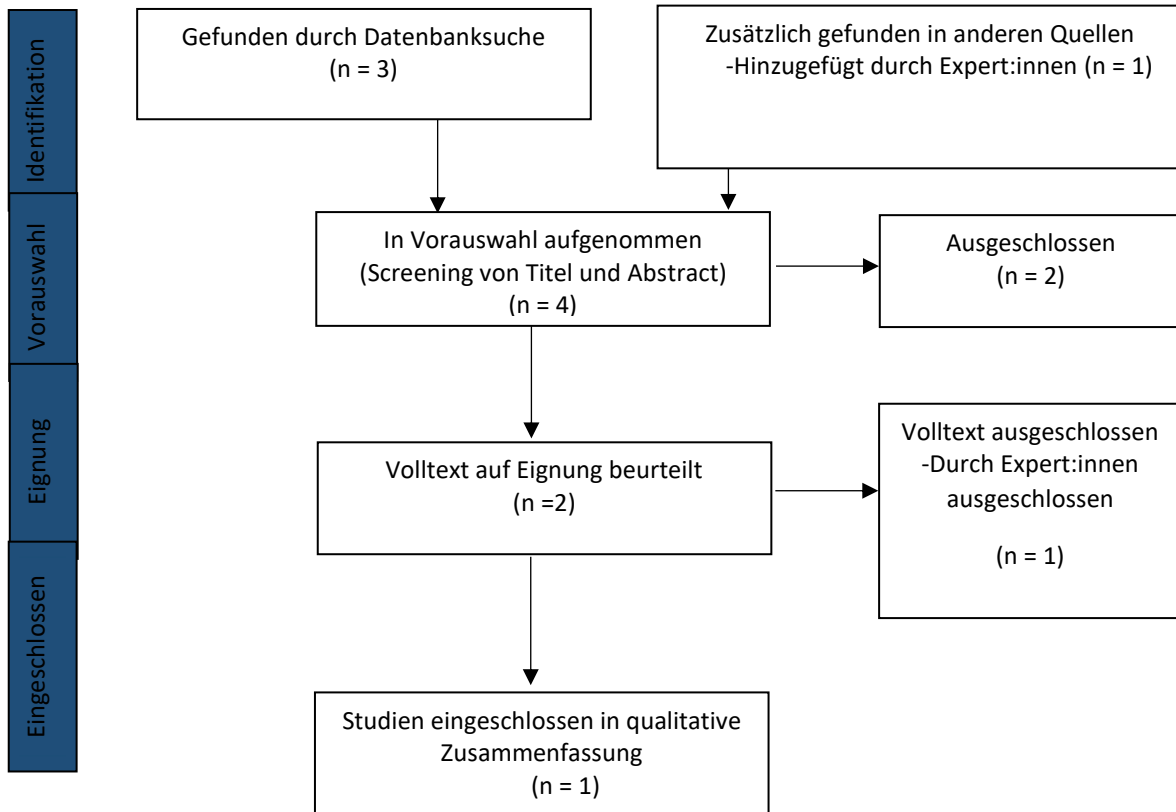 Identifikation
Gefunden durch Datenbanksuche
(n = 3)
Zusätzlich gefunden in anderen Quellen
-Hinzugefügt durch Expert:innen (n = 1)
Vorauswahl
In Vorauswahl aufgenommen
(Screening von Titel und Abstract)
(n = 4)
Ausgeschlossen
(n = 2)
Eignung
Volltext auf Eignung beurteilt
(n =2)
Volltext ausgeschlossen
-Durch Expert:innen
ausgeschlossen
(n = 1)
Eingeschlossen
Studien eingeschlossen in qualitative
Zusammenfassung
(n = 1)